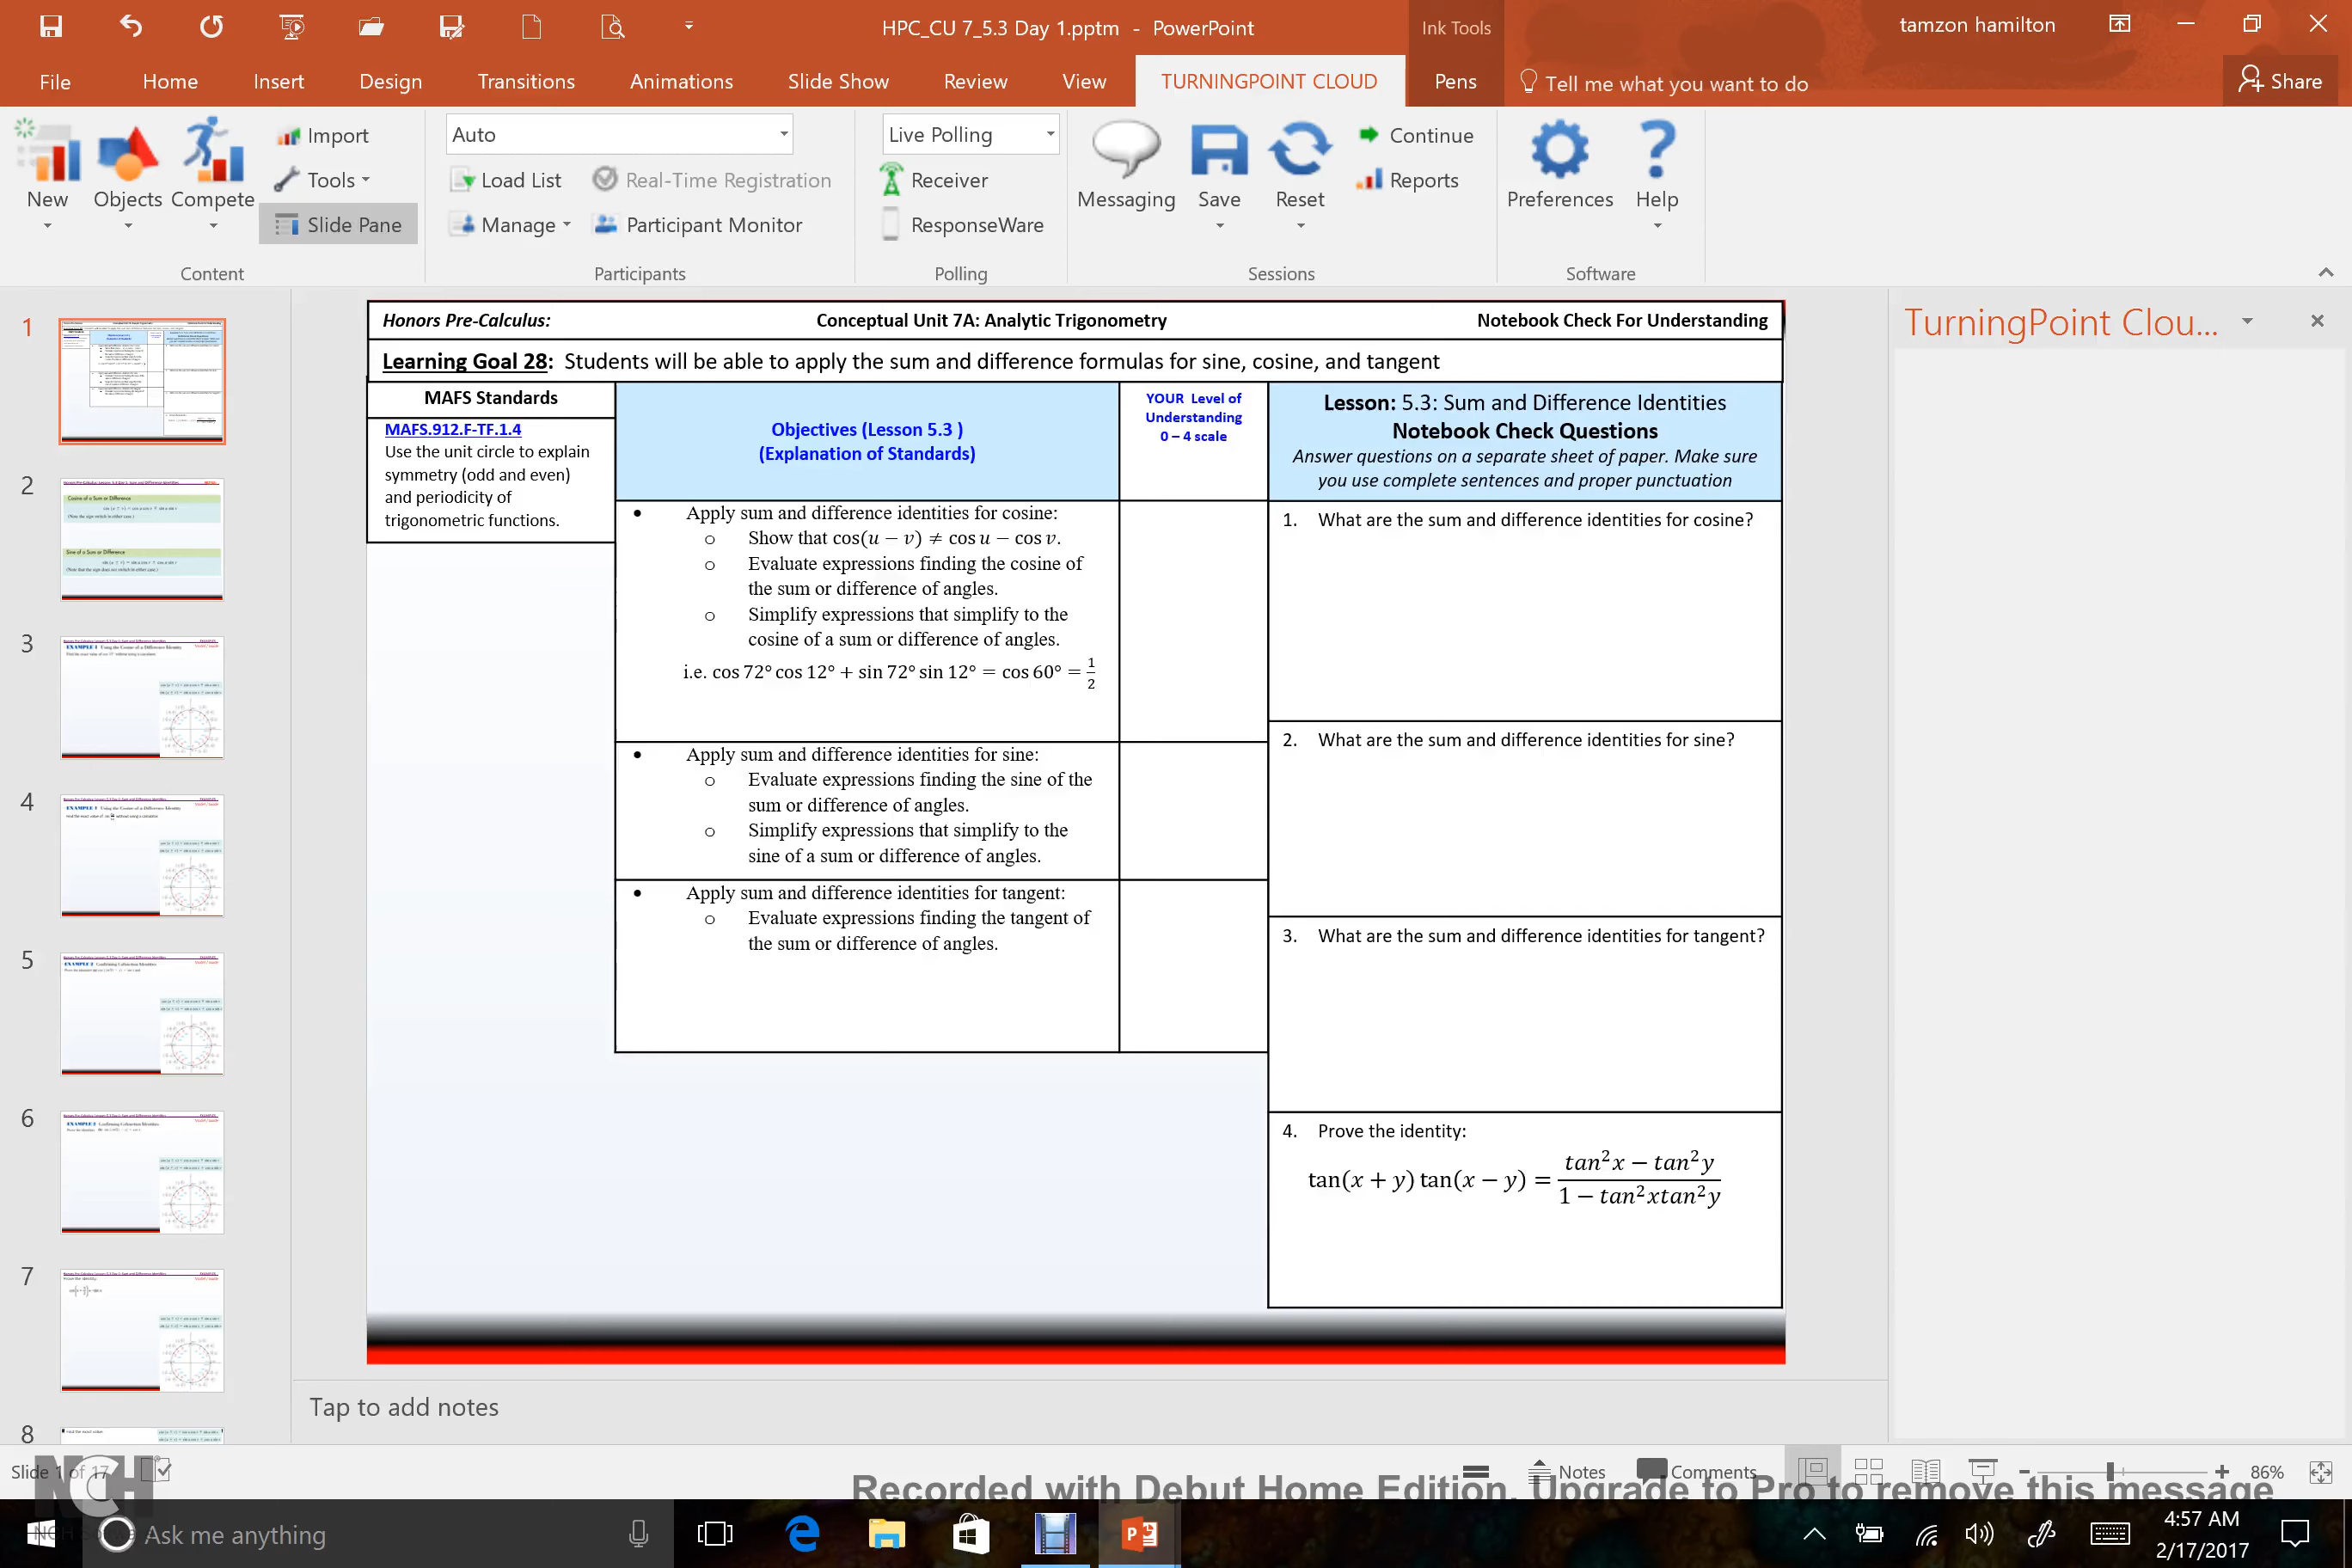 HPC_CU 7_5.3 Day 1.pptm - PowerPoint
Ink Tools
tamzon hamilton
File Home Insert Design Transitions Animations Slide Show Review View TURNINGPOINT CLOUD Pens Tell me what you want to do Share
New
Objects
Compete
Import
Tools
Slide Pane
Content
Auto
Load List
Real-Time Registration
Manage
Participant Monitor
Participants
Live Polling
Receiver
ResponseWare
Polling
Messaging
Save
Reset
Continue
Reports
Sessions
Preferences
Help
Software
1
2
3
4
5
6
7
8
Honors Pre-Calculus: Conceptual Unit 7A: Analytic Trigonometry Notebook Check For Understanding
Learning Goal 28: Students will be able to apply the sum and difference formulas for sine, cosine, and tangent
MAFS Standards
MAFS.912.F-TF.1.4
Use the unit circle to explain
symmetry (odd and even)
and periodicity of
trigonometric functions.
Objectives (Lesson 5.3 )
(Explanation of Standards)
YOUR Level of
Understanding
0 – 4 scale
• Apply sum and difference identities for cosine:
o Show that cos(u − v) ≠ cos u − cos v.
o Evaluate expressions finding the cosine of
the sum or difference of angles.
o Simplify expressions that simplify to the
cosine of a sum or difference of angles.
i.e. cos 72° cos 12° + sin 72° sin 12° = cos 60° = 1/2
• Apply sum and difference identities for sine:
o Evaluate expressions finding the sine of the
sum or difference of angles.
o Simplify expressions that simplify to the
sine of a sum or difference of angles.
• Apply sum and difference identities for tangent:
o Evaluate expressions finding the tangent of
the sum or difference of angles.
Lesson: 5.3: Sum and Difference Identities
Notebook Check Questions
Answer questions on a separate sheet of paper. Make sure
you use complete sentences and proper punctuation
1. What are the sum and difference identities for cosine?
2. What are the sum and difference identities for sine?
3. What are the sum and difference identities for tangent?
4. Prove the identity:
tan(x + y) tan(x − y) = (tan²x − tan²y)/(1 − tan²xtan²y)
TurningPoint Clou...
Tap to add notes
Slide 1 of 17
NCH
Notes
Comments
86%
Recorded with Debut Home Edition. Upgrade to Pro to remove this message
Ask me anything
4:57 AM
2/17/2017